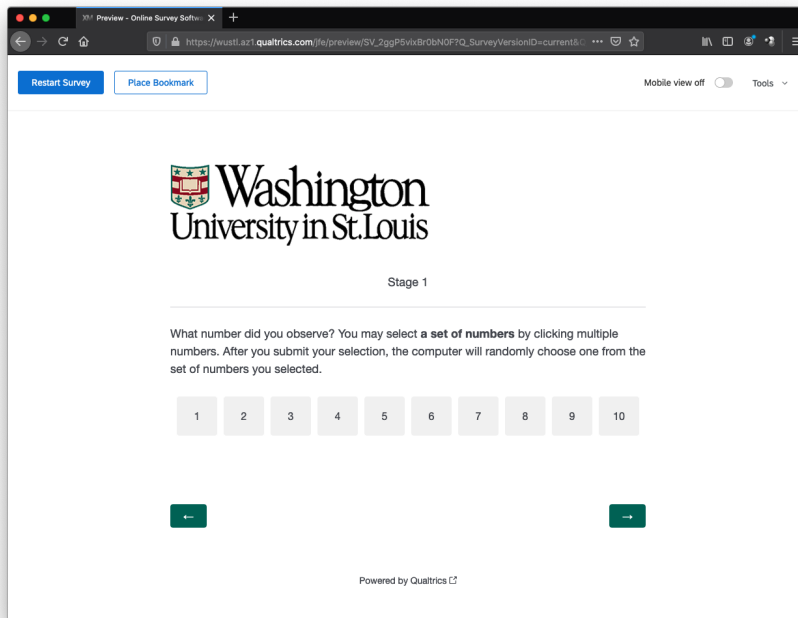 XM Preview - Online Survey Softwa
https://wustl.az1.qualtrics.com/jfe/preview/SV_2ggP5vixBr0bN0F?Q_SurveyVersionID=current&
Restart Survey Place Bookmark Mobile view off Tools
Washington
University in St.Louis
Stage 1
What number did you observe? You may select a set of numbers by clicking multiple
numbers. After you submit your selection, the computer will randomly choose one from the
set of numbers you selected.
1 2 3 4 5 6 7 8 9 10
← →
Powered by Qualtrics